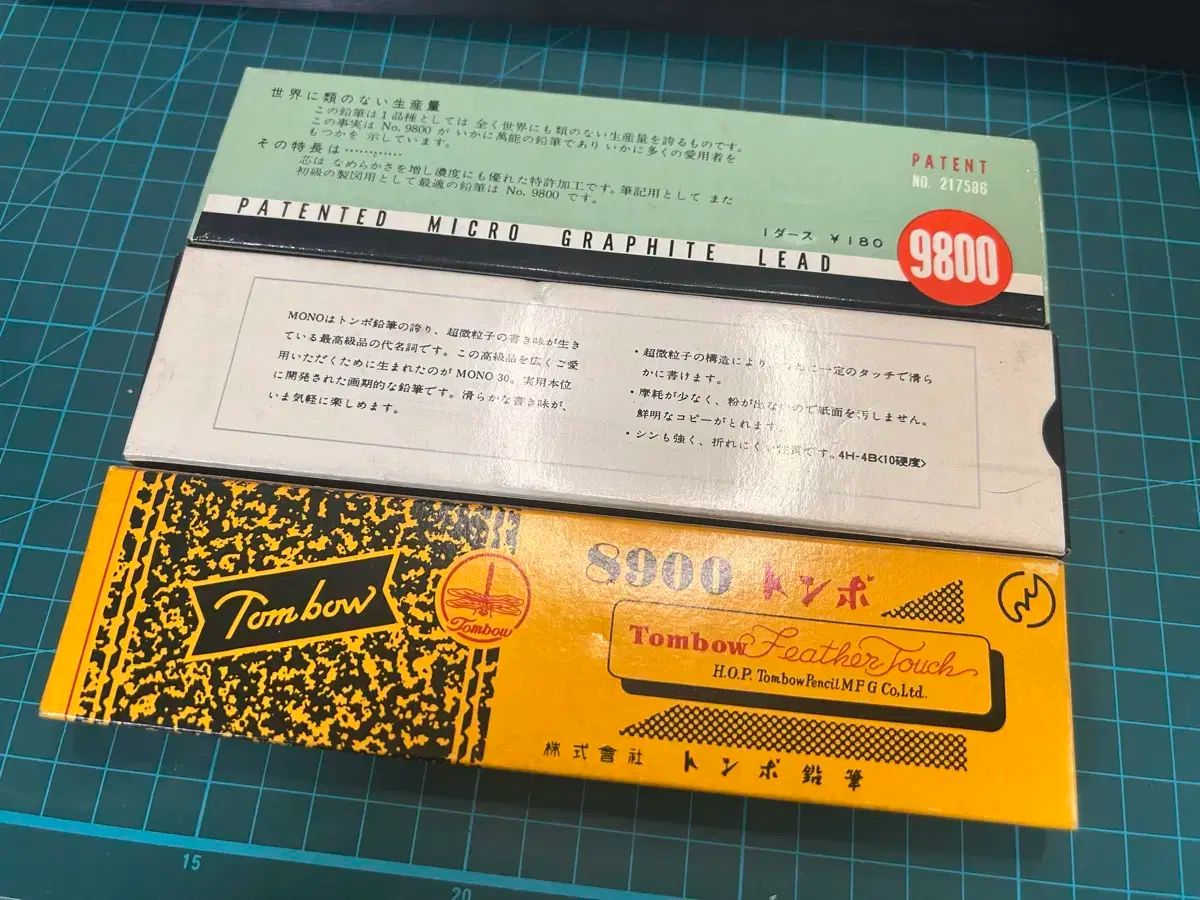 世界に類のない生産量
この鉛筆は1品種としては 全く世界にも類のない生産量を誇るものです。
この事実は No. 9800 が いかに萬能の鉛筆であり いかに多くの愛用者を
もつかを 示しています。
その特長は…………
芯は なめらかさを増し濃度にも優れた特許加工です。筆記用として また
初級の製図用として最適の鉛筆は No. 9800 です。
PATENT
NO. 217586
1ダース ¥180
PATENTED MICRO GRAPHITE LEAD
9800
MONOはトンボ鉛筆の誇り、超微粒子の書き味が生き
ている最高級品の代名詞です。この高級品を広くご愛
用いただくために生まれたのが MONO 30。実用本位
に開発された画期的な鉛筆です。滑らかな書き味が、
いま気軽に楽しめます。
・超微粒子の構造により、 に一定のタッチで滑ら
かに書けます。
・摩耗が少なく、粉が出ないので紙面を汚しません。
鮮明なコピーがとれます
・シンも強く、折れにくい です。4H-4B<10硬度>
Tombow
Tombow
8900 トンボ
Tombow Feather Touch
H.O.P. Tombow Pencil MFG Co,Ltd.
株式會社 トンボ鉛筆
15
20